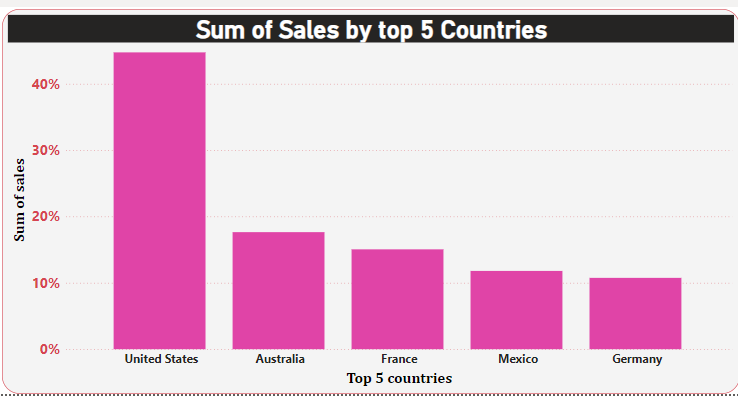 Sum of Sales by top 5 Countries
40%
30%
20%
10%
0%
Sum of sales
United States Australia France Mexico Germany
Top 5 countries